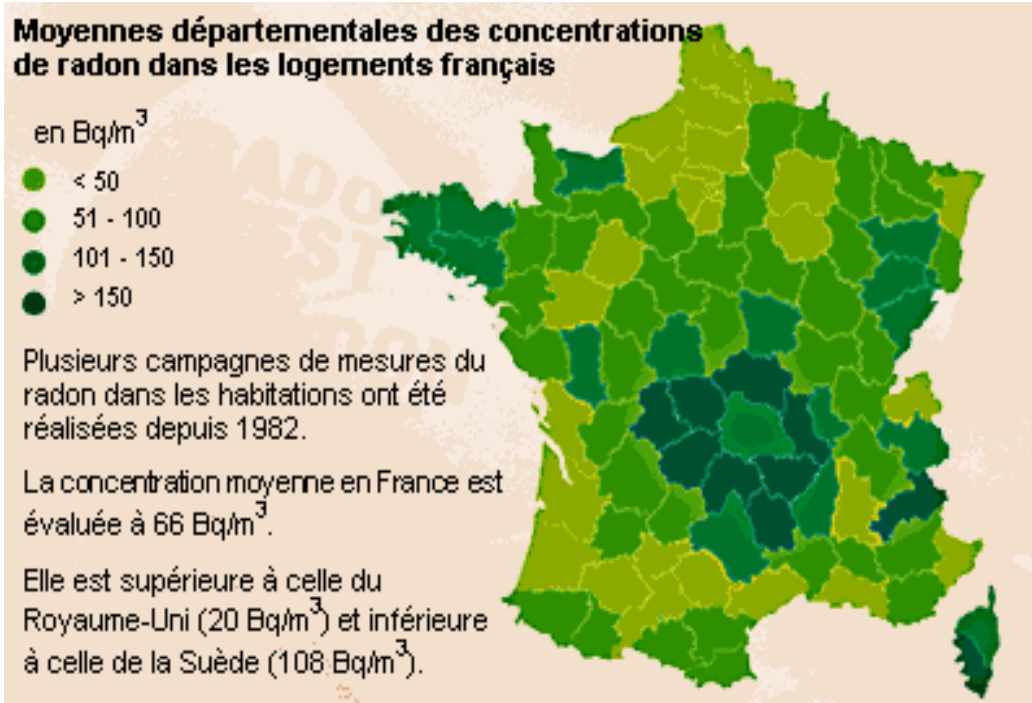 Moyennes départementales des concentrations
de radon dans les logements français
en Bq/m³
< 50
51 - 100
101 - 150
> 150
Plusieurs campagnes de mesures du
radon dans les habitations ont été
réalisées depuis 1982.
La concentration moyenne en France est
évaluée à 66 Bq/m³.
Elle est supérieure à celle du
Royaume-Uni (20 Bq/m³) et inférieure
à celle de la Suède (108 Bq/m³).